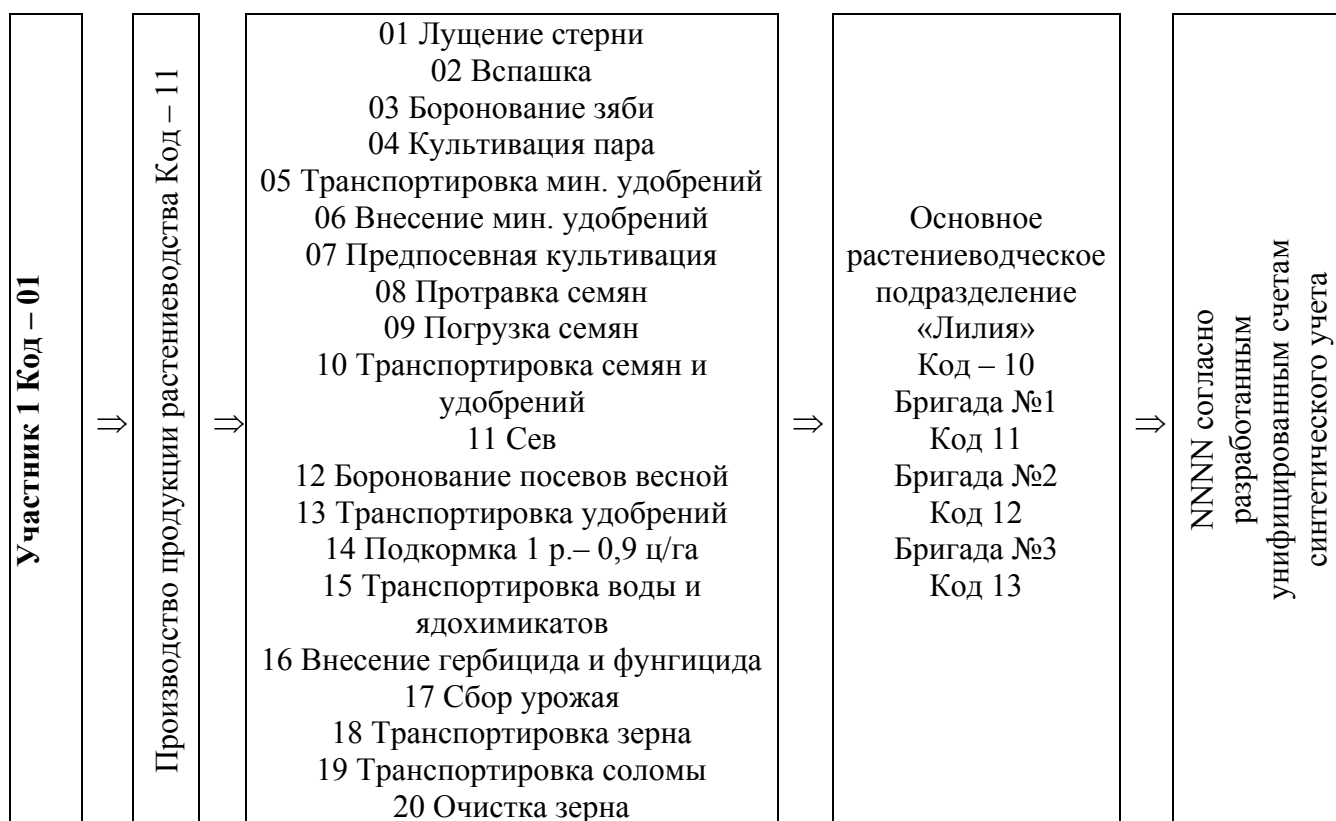 Участник 1 Код – 01
⇒
Производство продукции растениеводства Код – 11
⇒
01 Лущение стерни
02 Вспашка
03 Боронование зяби
04 Культивация пара
05 Транспортировка мин. удобрений
06 Внесение мин. удобрений
07 Предпосевная культивация
08 Протравка семян
09 Погрузка семян
10 Транспортировка семян и
удобрений
11 Сев
12 Боронование посевов весной
13 Транспортировка удобрений
14 Подкормка 1 р.– 0,9 ц/га
15 Транспортировка воды и
ядохимикатов
16 Внесение гербицида и фунгицида
17 Сбор урожая
18 Транспортировка зерна
19 Транспортировка соломы
20 Очистка зерна
⇒
Основное
растениеводческое
подразделение
«Лилия»
Код – 10
Бригада №1
Код 11
Бригада №2
Код 12
Бригада №3
Код 13
⇒
NNNN согласно
разработанным
унифицированным счетам
синтетического учета